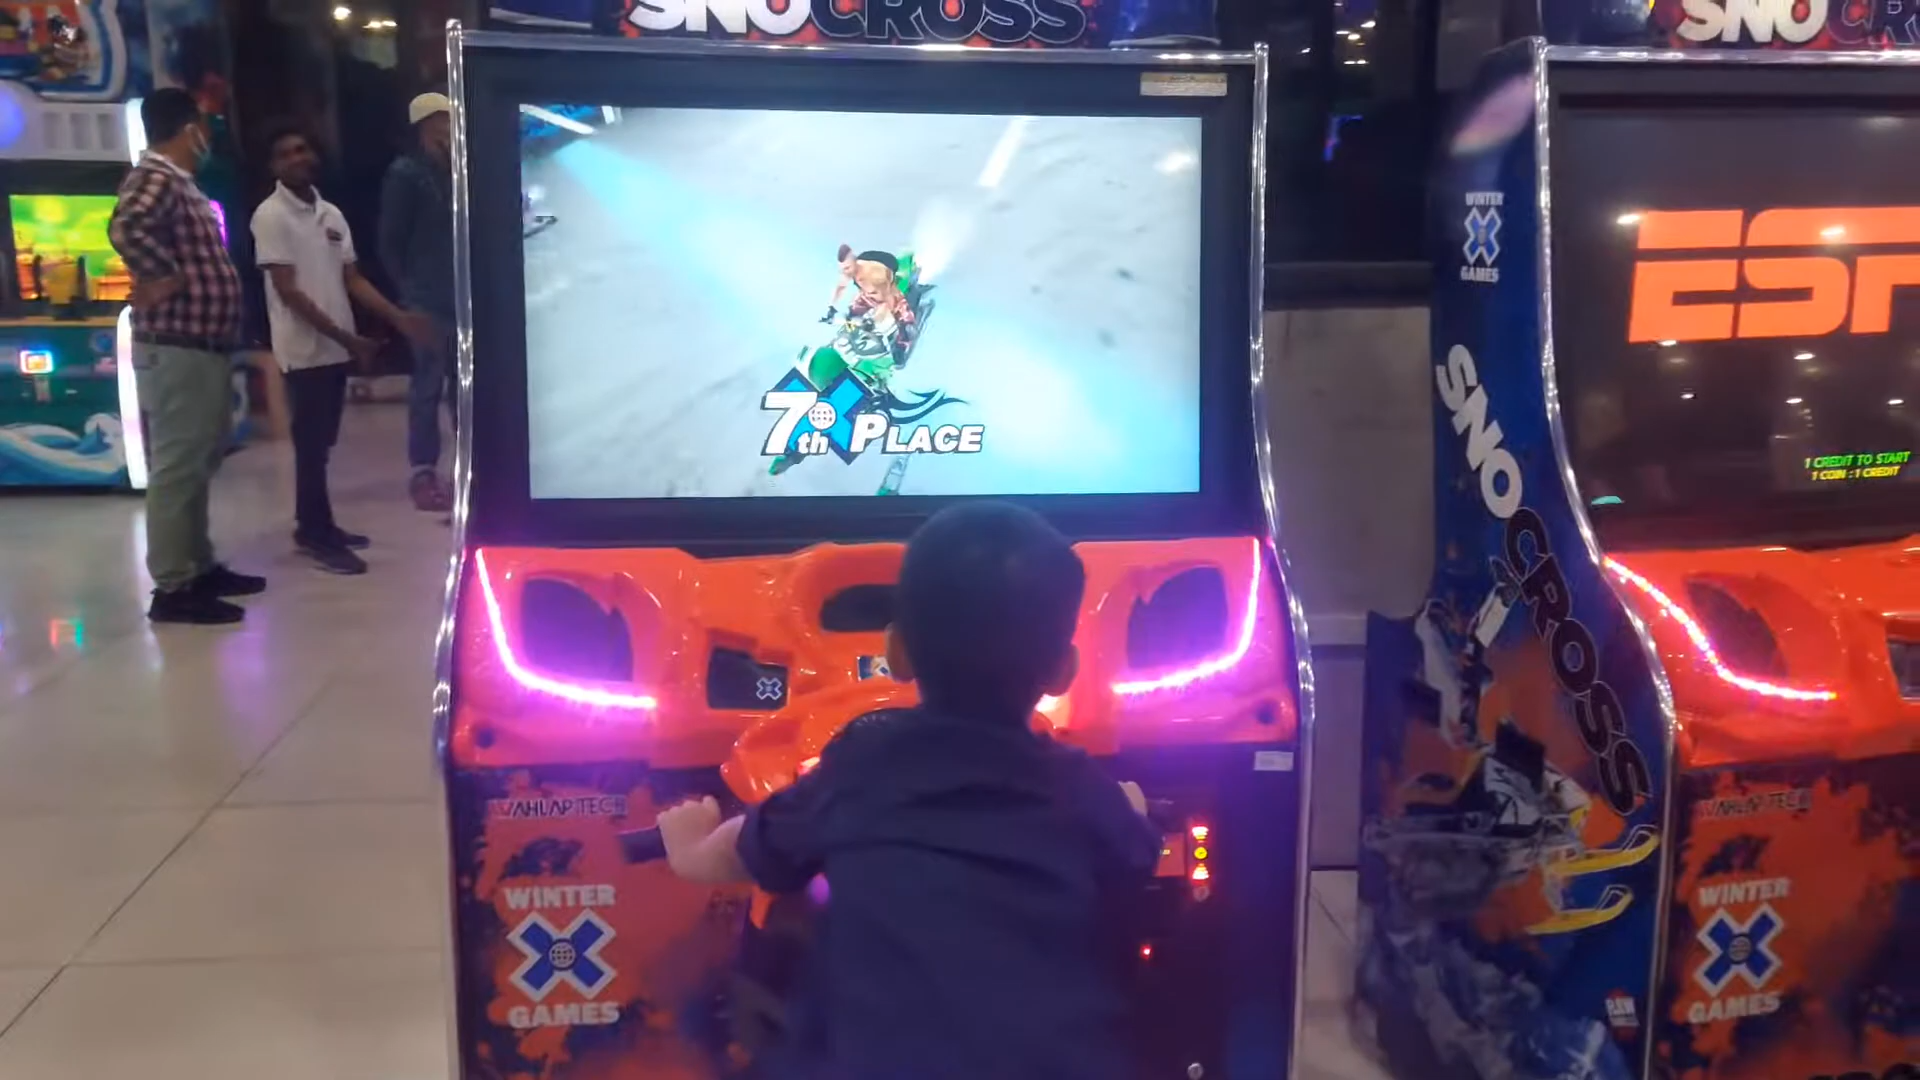 SNOCROSS
SNOCR
WINTER
GAMES
ESP
SNOCROSS
7th PLACE
1 CREDIT TO START
1 COIN : 1 CREDIT
WAHLAP TECH
WINTER
GAMES
WAHLAP TECH
WINTER
GAMES
RAW